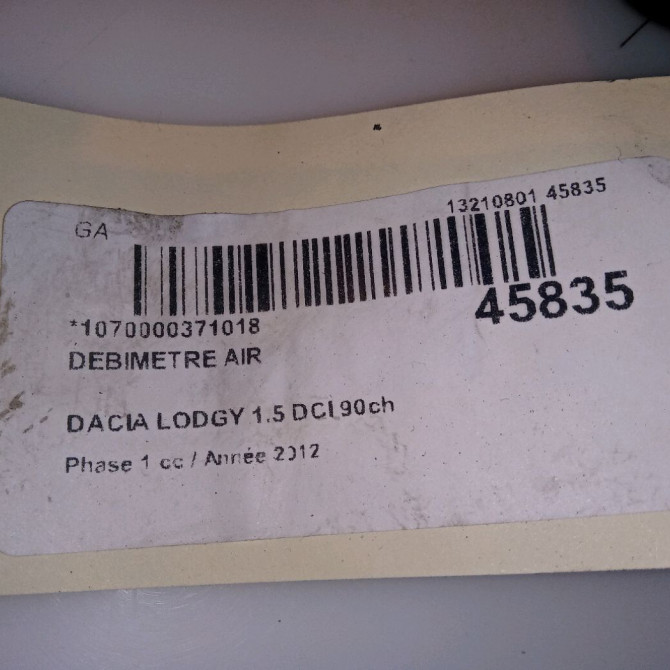 GA
13210801 45835
45835
*1070000371018
DEBIMETRE AIR
DACIA LODGY 1.5 DCI 90ch
Phase 1 cc / Année 2012